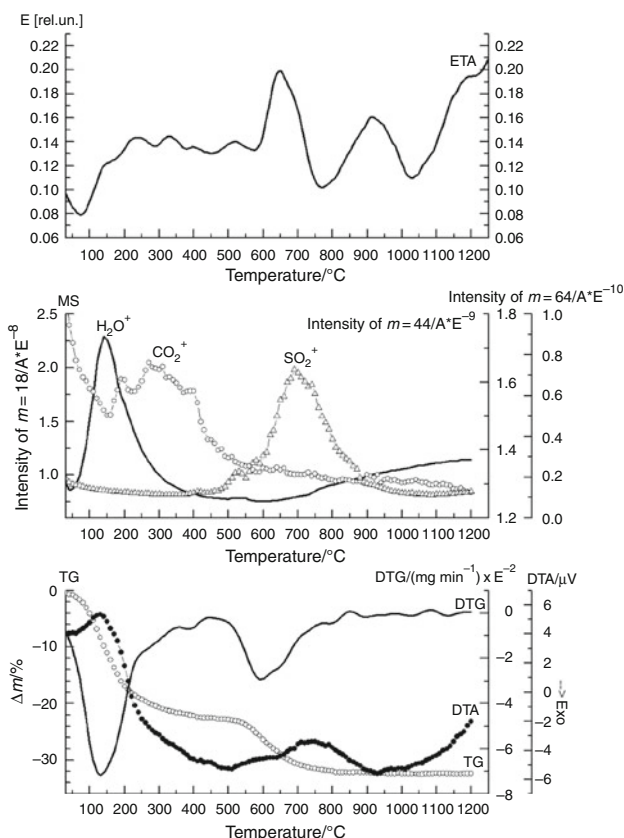 E [rel.un.]
0.22 0.22
0.20 ETA 0.20
0.18 0.18
0.16 0.16
0.14 0.14
0.12 0.12
0.10 0.10
0.08 0.08
0.06 0.06
100 200 300 400 500 600 700 800 900 1000 1100 1200
Temperature/°C
MS
Intensity of m = 64/A*E⁻¹⁰
Intensity of m = 44/A*E⁻⁹
2.5 H₂O⁺ 1.8 1.0
CO₂⁺ SO₂⁺
2.0 1.6 0.8
0.6
1.5
1.4 0.4
1.0 0.2
1.2 0.0
Intensity of m = 18/A*E⁻⁸
100 200 300 400 500 600 700 800 900 1000 1100 1200
Temperature/°C
TG DTG/(mg min⁻¹) x E⁻² DTA/μV
0 DTG 0 6
4
−10 −2 2
0
−20 −4 −2
DTA
−6 −4
−30 TG −6
−8
Δm/%
–>Exo
100 200 300 400 500 600 700 800 900 1000 1100 1200
Temperature/°C